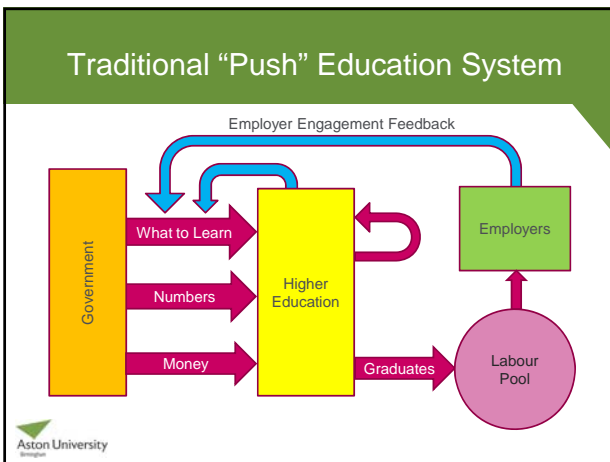 Traditional “Push” Education System
Employer Engagement Feedback
Government
What to Learn
Numbers
Money
Higher
Education
Graduates
Employers
Labour
Pool
Aston University
Birmingham